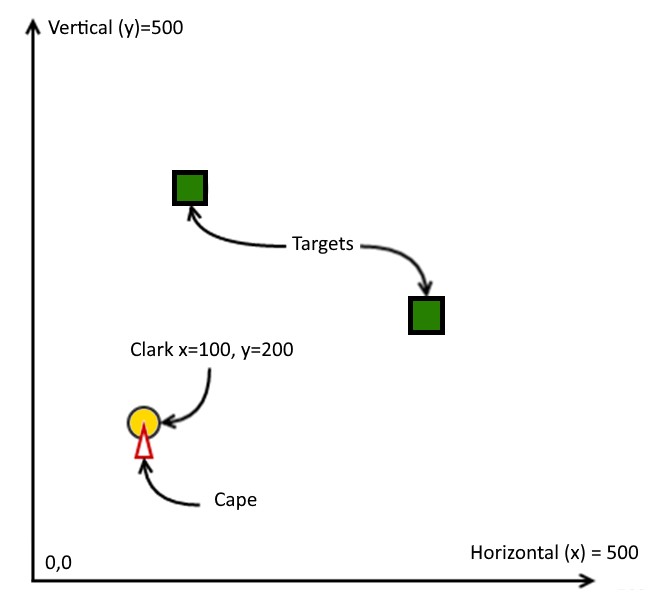 Vertical (y)=500
Targets
Clark x=100, y=200
Cape
Horizontal (x) = 500
0,0